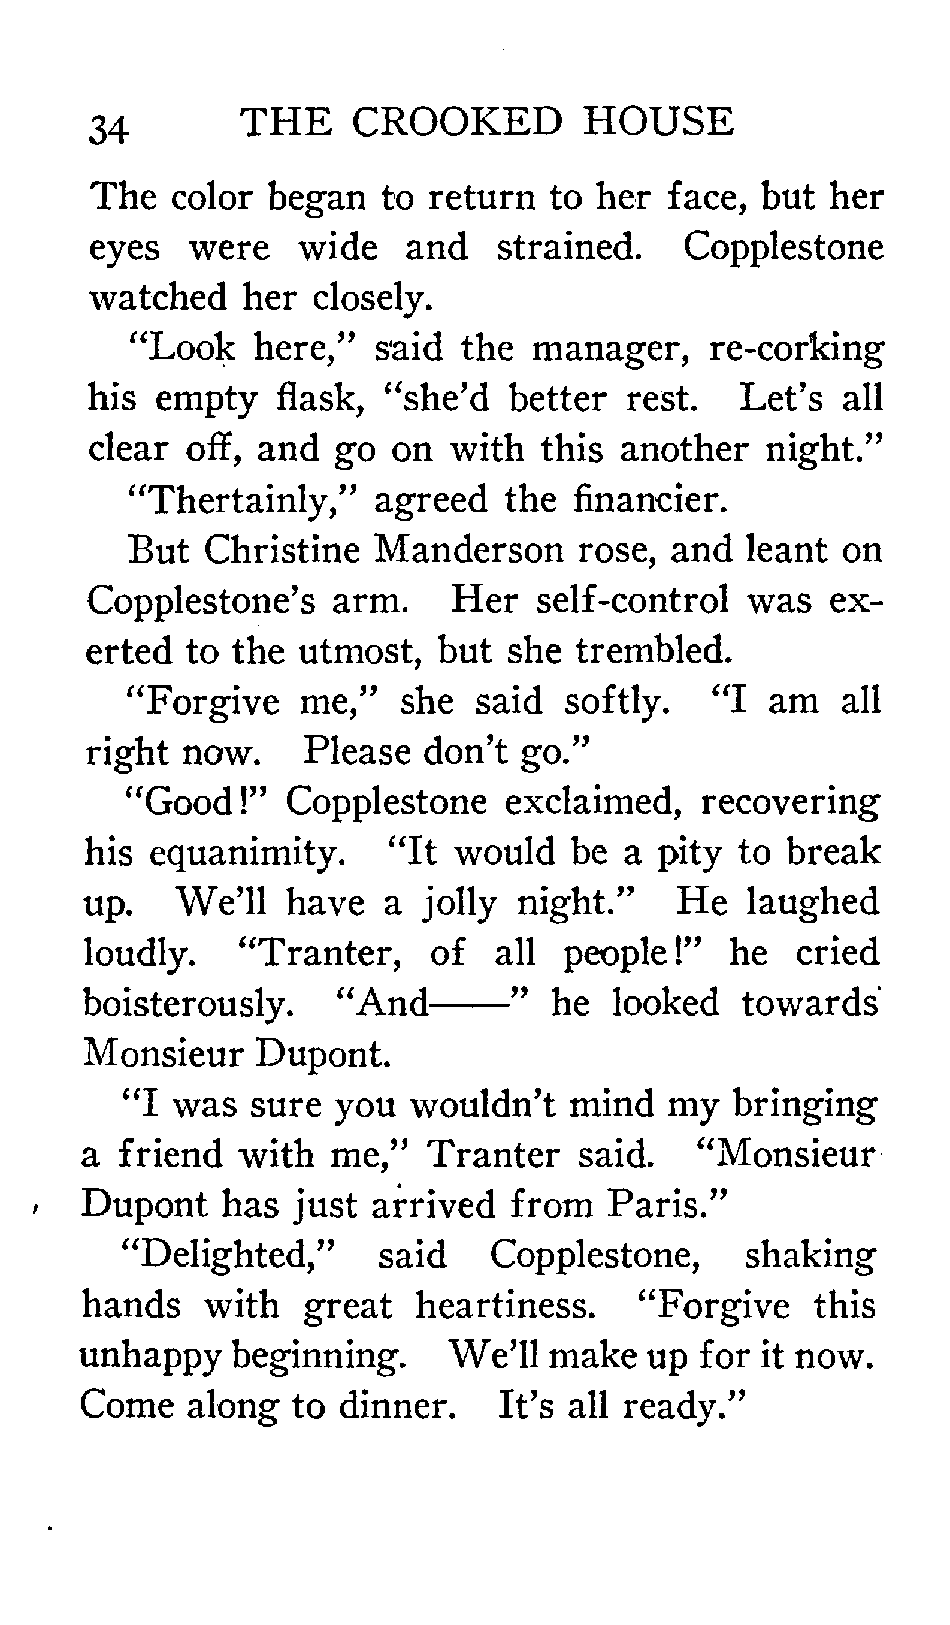 34 THE CROOKED HOUSE
The color began to return to her face, but her
eyes were wide and strained. Copplestone
watched her closely.
"Look here," said the manager, re-corking
his empty flask, "she'd better rest. Let's all
clear off, and go on with this another night."
"Thertainly," agreed the financier.
But Christine Manderson rose, and leant on
Copplestone's arm. Her self-control was ex-
erted to the utmost, but she trembled.
"Forgive me," she said softly. "I am all
right now. Please don't go."
"Good!" Copplestone exclaimed, recovering
his equanimity. "It would be a pity to break
up. We'll have a jolly night." He laughed
loudly. "Tranter, of all people!" he cried
boisterously. "And——" he looked towards
Monsieur Dupont.
"I was sure you wouldn't mind my bringing
a friend with me," Tranter said. "Monsieur
Dupont has just arrived from Paris."
"Delighted," said Copplestone, shaking
hands with great heartiness. "Forgive this
unhappy beginning. We'll make up for it now.
Come along to dinner. It's all ready."